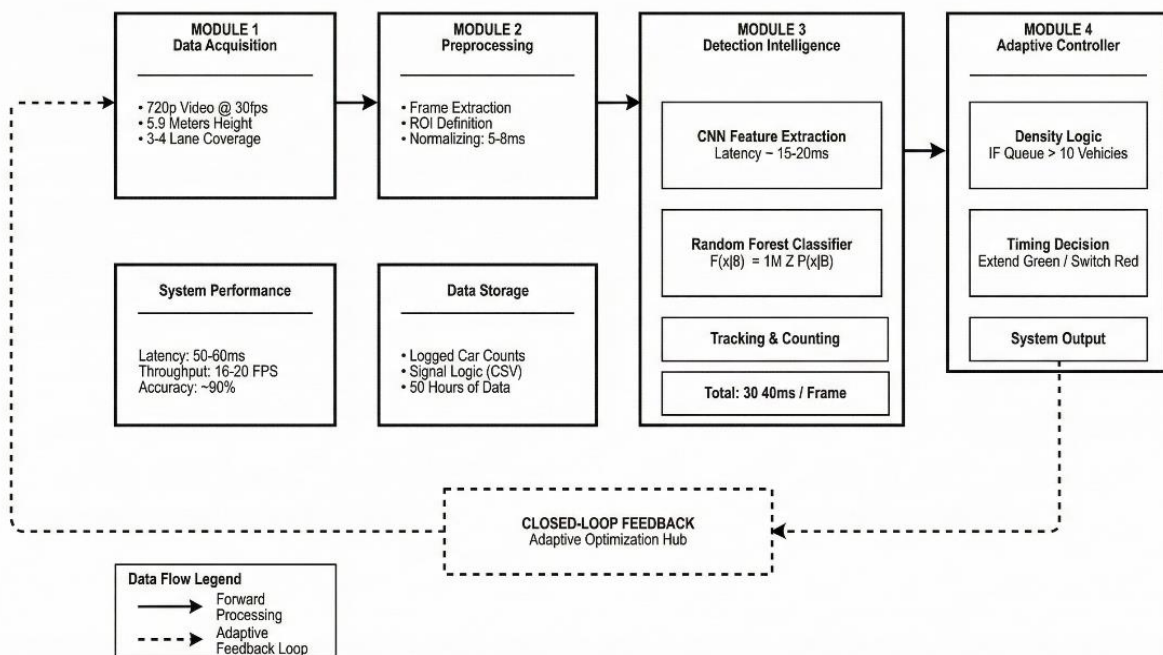 MODULE 1
Data Acquisition
• 720p Video @ 30fps
• 5.9 Meters Height
• 3-4 Lane Coverage
MODULE 2
Preprocessing
• Frame Extraction
• ROI Definition
• Normalizing: 5-8ms
MODULE 3
Detection Intelligence
CNN Feature Extraction
Latency ~ 15-20ms
Random Forest Classifier
F(x|8) = 1M Z P(x|B)
Tracking & Counting
Total: 30 40ms / Frame
MODULE 4
Adaptive Controller
Density Logic
IF Queue > 10 Vehicies
Timing Decision
Extend Green / Switch Red
System Output
System Performance
Latency: 50-60ms
Throughput: 16-20 FPS
Accuracy: ~90%
Data Storage
• Logged Car Counts
• Signal Logic (CSV)
• 50 Hours of Data
CLOSED-LOOP FEEDBACK
Adaptive Optimization Hub
Data Flow Legend
Forward
Processing
Adaptive
Feedback Loop